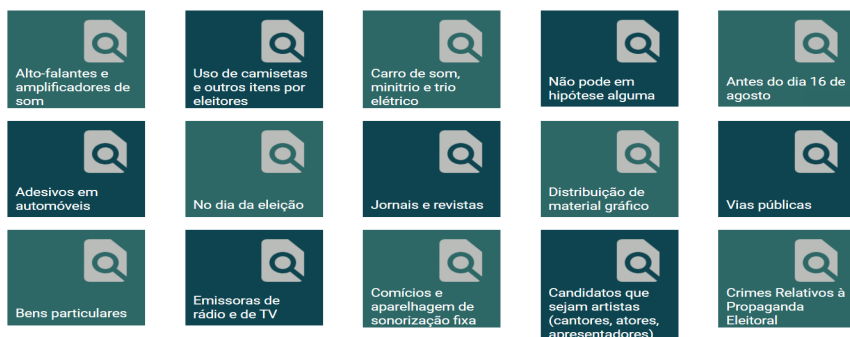 Alto-falantes e
amplificadores de
som
Uso de camisetas
e outros itens por
eleitores
Carro de som,
minitrio e trio
elétrico
Não pode em
hipótese alguma
Antes do dia 16 de
agosto
Adesivos em
automóveis
No dia da eleição
Jornais e revistas
Distribuição de
material gráfico
Vias públicas
Bens particulares
Emissoras de
rádio e de TV
Comícios e
aparelhagem de
sonorização fixa
Candidatos que
sejam artistas
(cantores, atores,
apresentadores)
Crimes Relativos à
Propaganda
Eleitoral